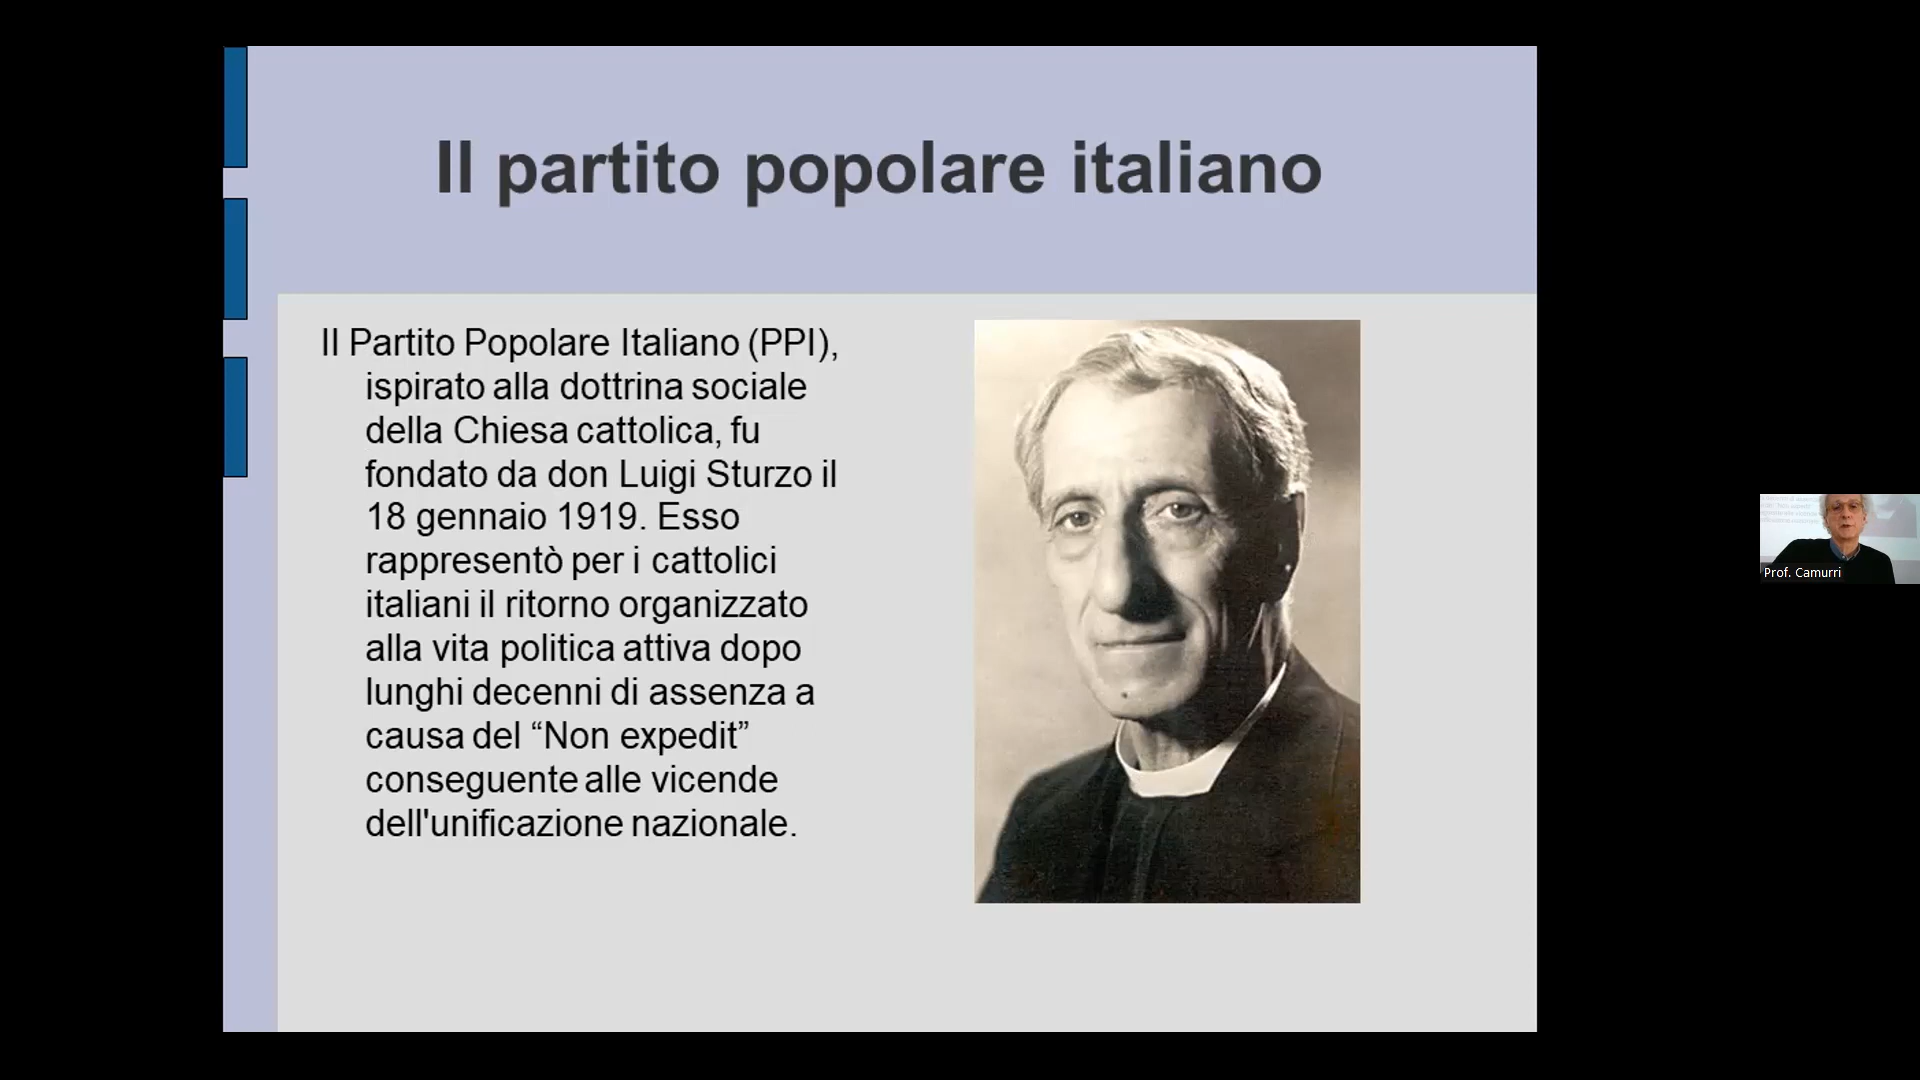 Il partito popolare italiano
Il Partito Popolare Italiano (PPI),
ispirato alla dottrina sociale
della Chiesa cattolica, fu
fondato da don Luigi Sturzo il
18 gennaio 1919. Esso
rappresentò per i cattolici
italiani il ritorno organizzato
alla vita politica attiva dopo
lunghi decenni di assenza a
causa del “Non expedit”
conseguente alle vicende
dell'unificazione nazionale.
Prof. Camurri